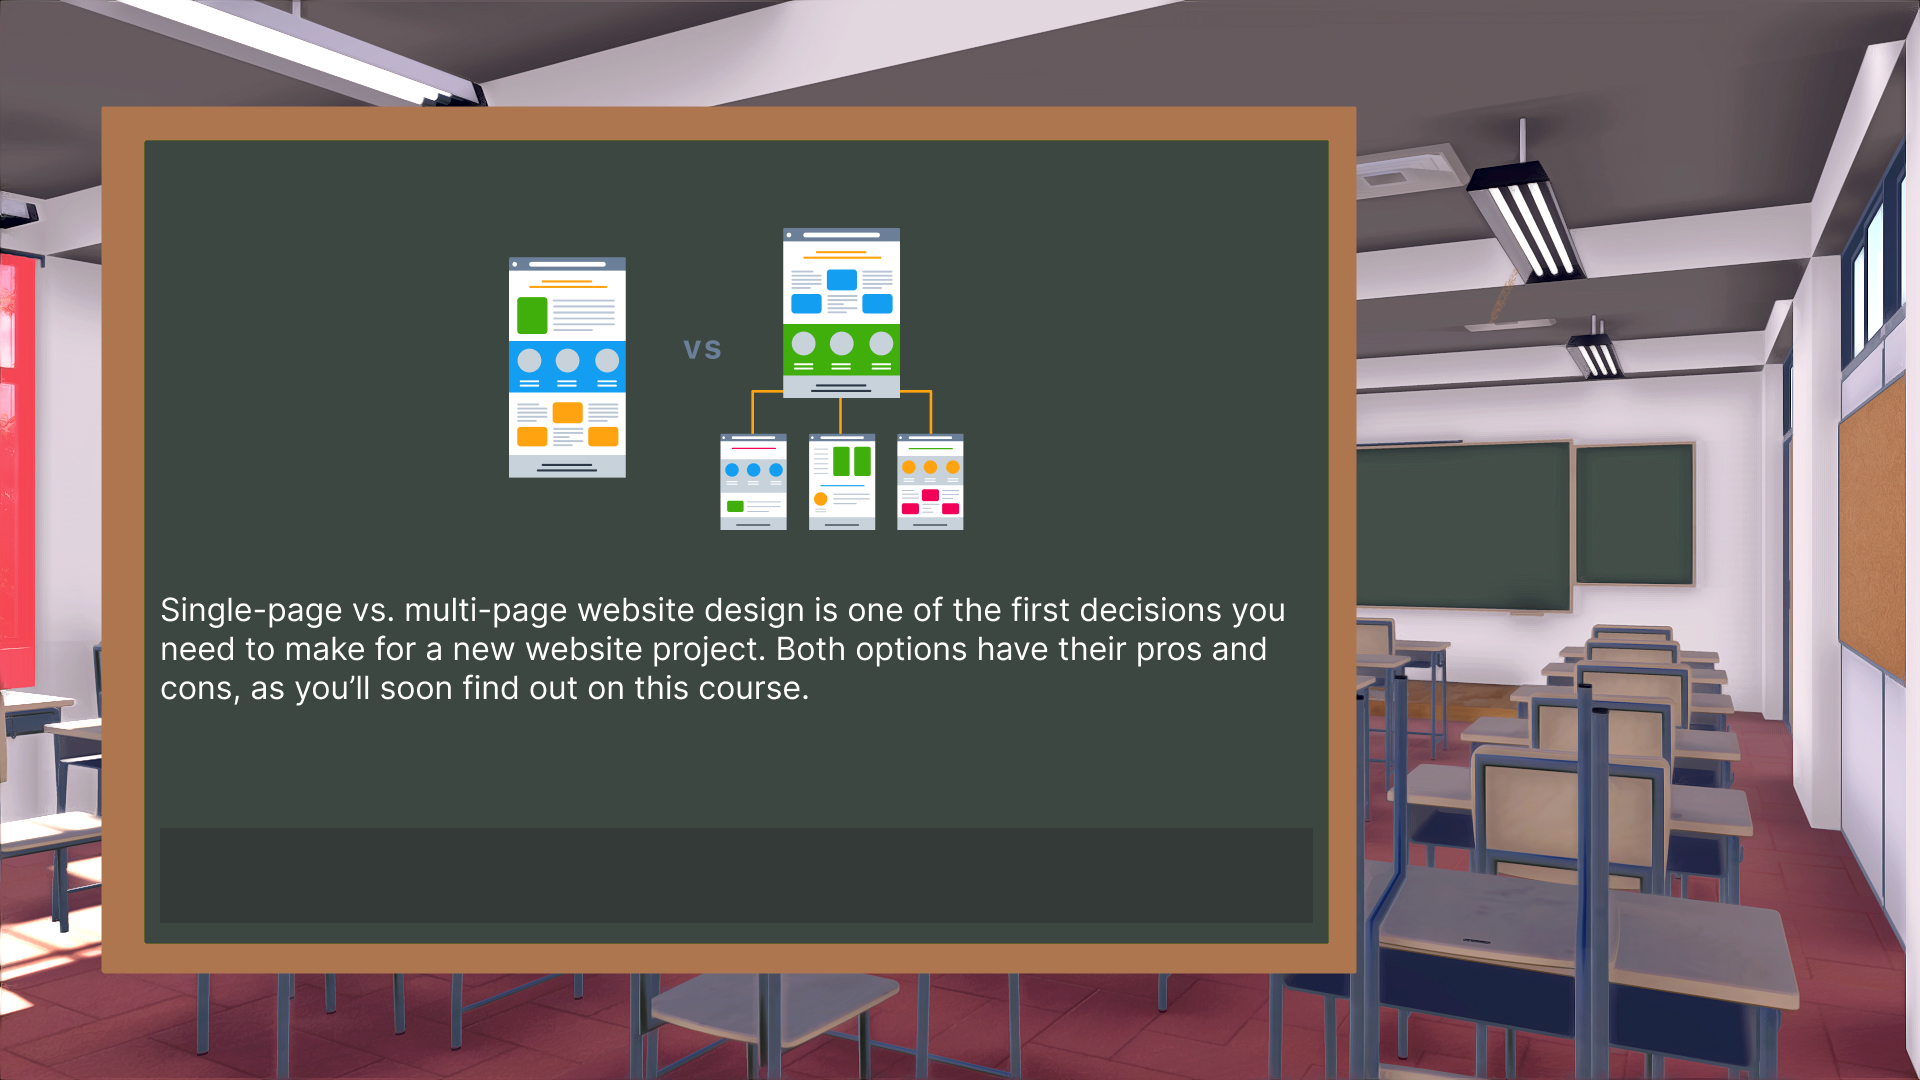 vs
Single-page vs. multi-page website design is one of the first decisions you
need to make for a new website project. Both options have their pros and
cons, as you’ll soon find out on this course.